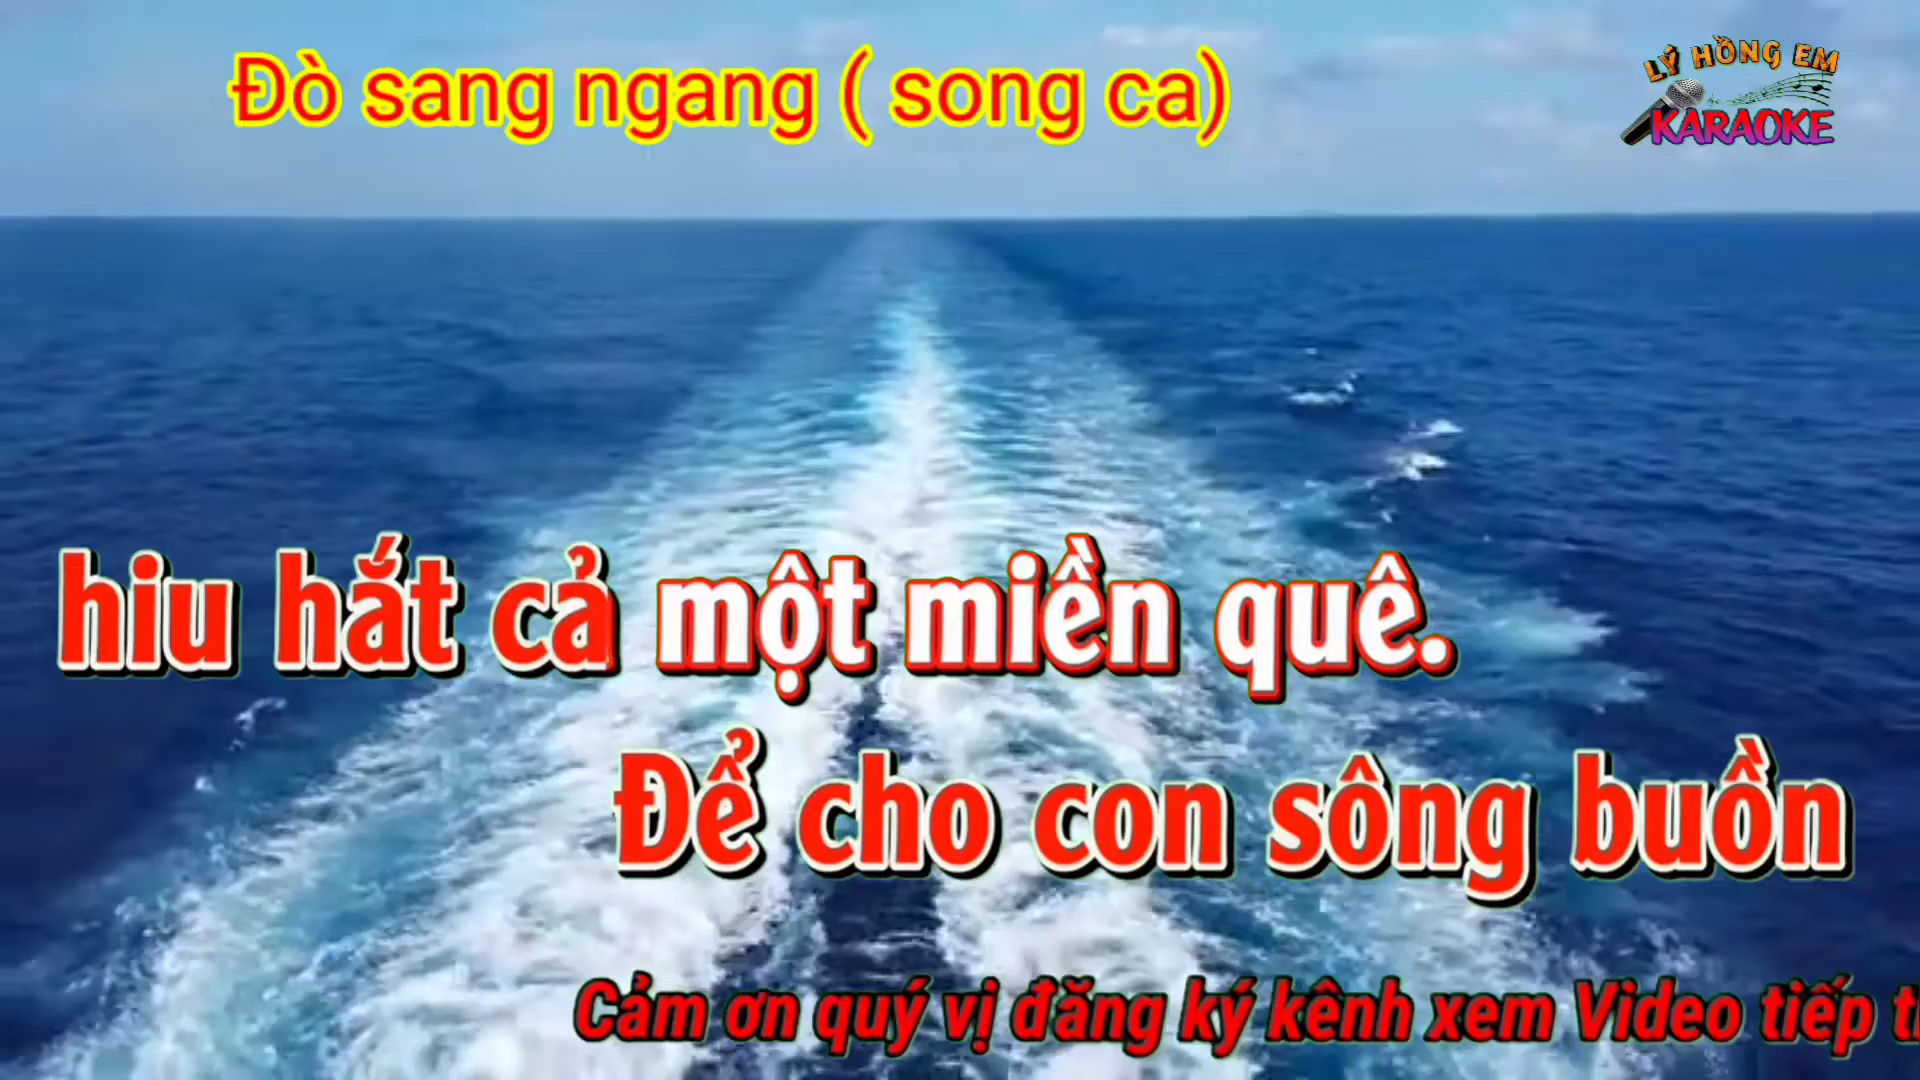 Đò sang ngang ( song ca)
LÝ HỒNG EM
KARAOKE
hiu hắt cả một miền quê.
Để cho con sông buồn
Cảm ơn quý vị đăng ký kênh xem Video tiếp